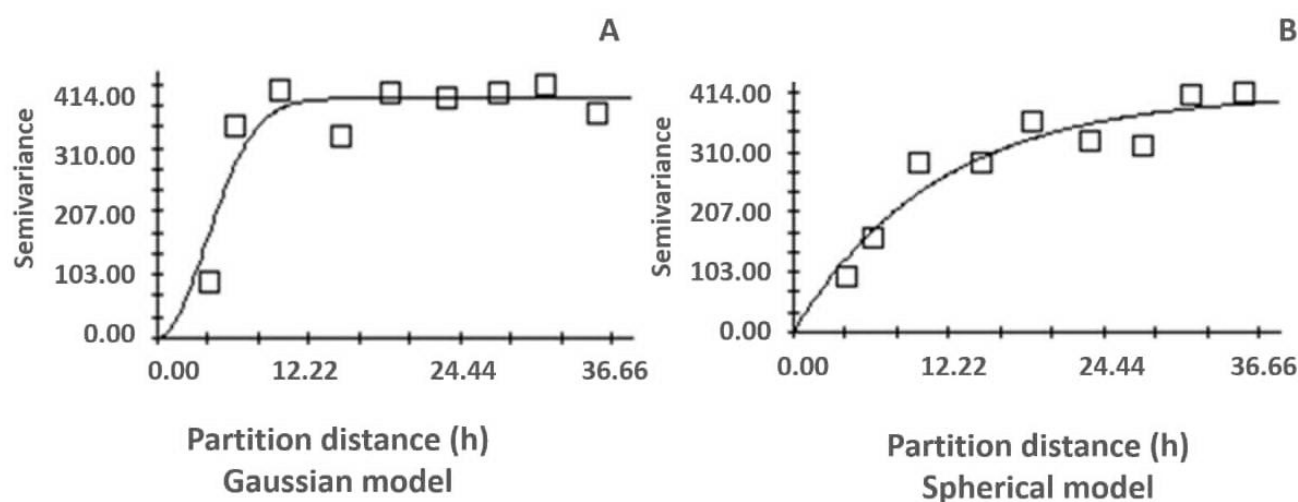 A
Semivariance
414.00
310.00
207.00
103.00
0.00
0.00 12.22 24.44 36.66
Partition distance (h)
Gaussian model
B
Semivariance
414.00
310.00
207.00
103.00
0.00
0.00 12.22 24.44 36.66
Partition distance (h)
Spherical model